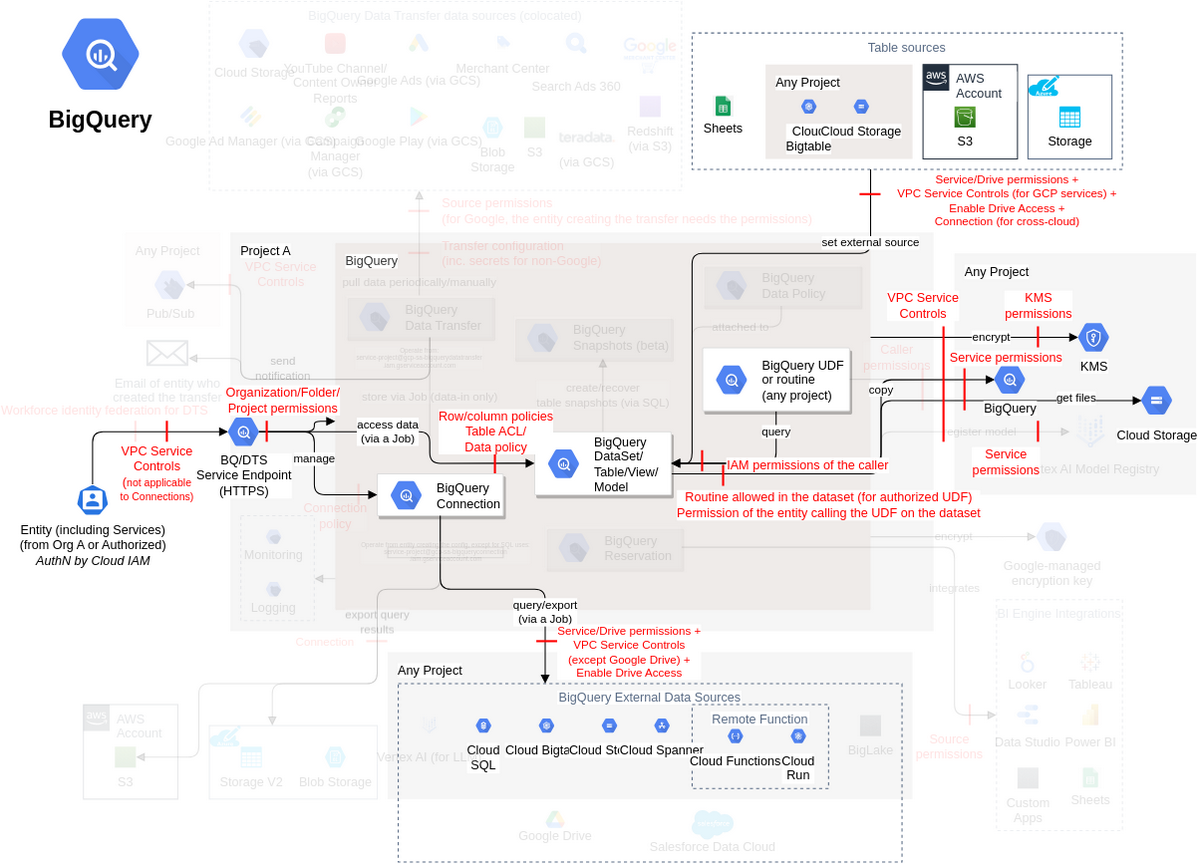 BigQuery
BigQuery Data Transfer data sources (colocated)
Cloud Storage
YouTube Channel/
Content Owner
Reports
Google Ads (via GCS)
Merchant Center
Search Ads 360
Google
Google Ad Manager (via GCS)
Campaign
Manager
(via GCS)
Google Play (via GCS)
Blob
Storage
S3
teradata.
(via GCS)
Redshift
(via S3)
Table sources
Sheets
Any Project
Cloud Storage
Bigtable
aws
AWS
Account
S3
Azure
Storage
Service/Drive permissions +
VPC Service Controls (for GCP services) +
Enable Drive Access +
Connection (for cross-cloud)
Source permissions
(for Google, the entity creating the transfer needs the permissions)
Transfer configuration
(inc. secrets for non-Google)
set external source
Any Project
Pub/Sub
VPC Service
Controls
Project A
BigQuery
pull data periodically/manually
BigQuery
Data Transfer
BigQuery
Snapshots (beta)
BigQuery
Data Policy
attached to
send
notification
Email of entity who
created the transfer
Workforce identity federation for DTS
store via Job (data-in only)
create/recover
table snapshots (via SQL)
BigQuery UDF
or routine
(any project)
Caller
permissions
VPC Service
Controls
Any Project
KMS
permissions
encrypt
KMS
Service permissions
BigQuery
copy
get files
Cloud Storage
register model
Service
permissions
Vertex AI Model Registry
Organization/Folder/
Project permissions
VPC Service
Controls
(not applicable
to Connections)
BQ/DTS
Service Endpoint
(HTTPS)
manage
access data
(via a Job)
Row/column policies
Table ACL/
Data policy
BigQuery
DataSet/
Table/View/
Model
query
IAM permissions of the caller
Routine allowed in the dataset (for authorized UDF)
Permission of the entity calling the UDF on the dataset
Entity (including Services)
(from Org A or Authorized)
AuthN by Cloud IAM
BigQuery
Connection
Connection
policy
Monitoring
Logging
BigQuery
Reservation
encrypt
Google-managed
encryption key
integrates
export query
results
Connection
query/export
(via a Job)
Service/Drive permissions +
VPC Service Controls
(except Google Drive) +
Enable Drive Access
BI Engine Integrations
Looker
Tableau
Data Studio
Power BI
Custom
Apps
Sheets
Source
permissions
aws
AWS
Account
S3
Azure
Storage V2
Blob Storage
Any Project
BigQuery External Data Sources
Vertex AI (for LL
Cloud
SQL
Cloud Bigta
Cloud Sto
Cloud Spanner
Remote Function
Cloud Functions
Cloud
Run
BigLake
Google Drive
Salesforce Data Cloud